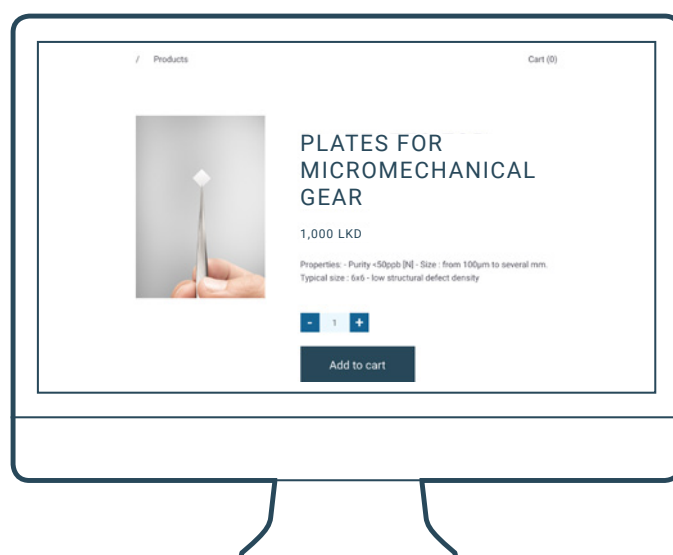 / Products Cart (0)
PLATES FOR
MICROMECHANICAL
GEAR
1,000 LKD
Properties: - Purity <50ppb [N] - Size : from 100μm to several mm.
Typical size : 6x6 - low structural defect density
- 1 +
Add to cart